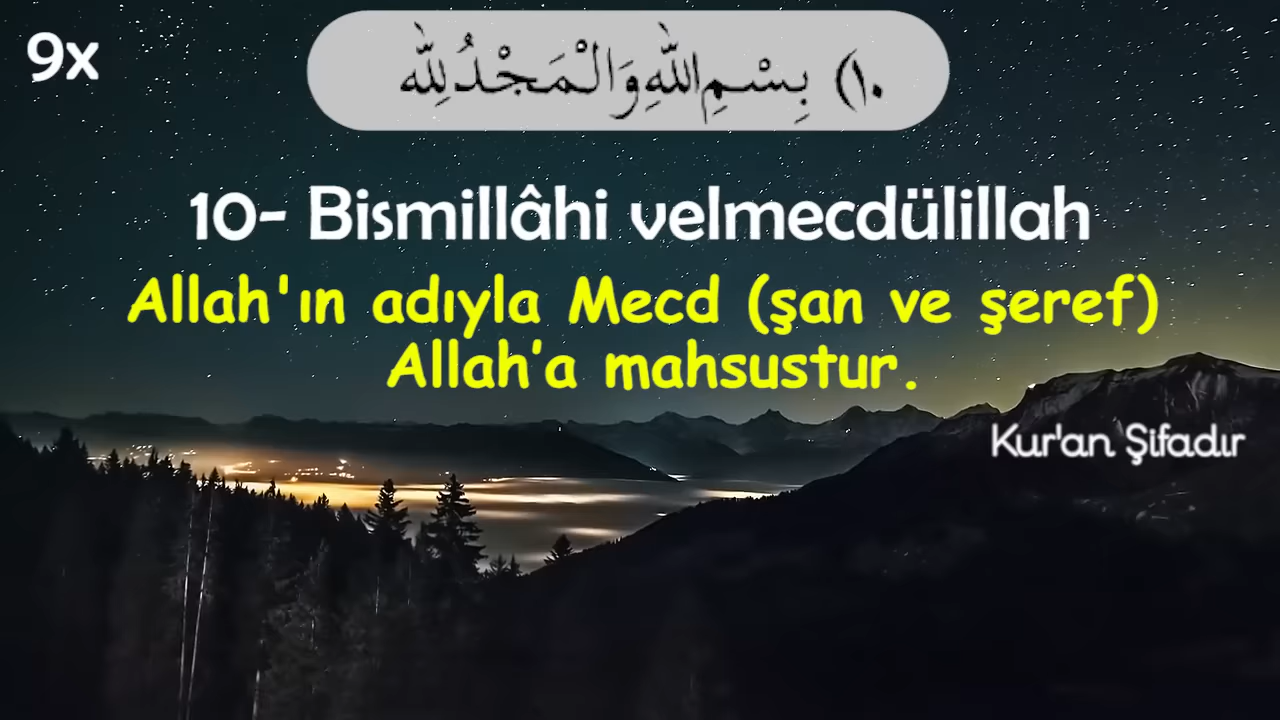 9x
١٠) بِسْمِ اللّٰهِ وَالْمَجْدُ لِلّٰهِ
10- Bismillâhi velmecdülillah
Allah'ın adıyla Mecd (şan ve şeref)
Allah’a mahsustur.
Kur'an Şifadır